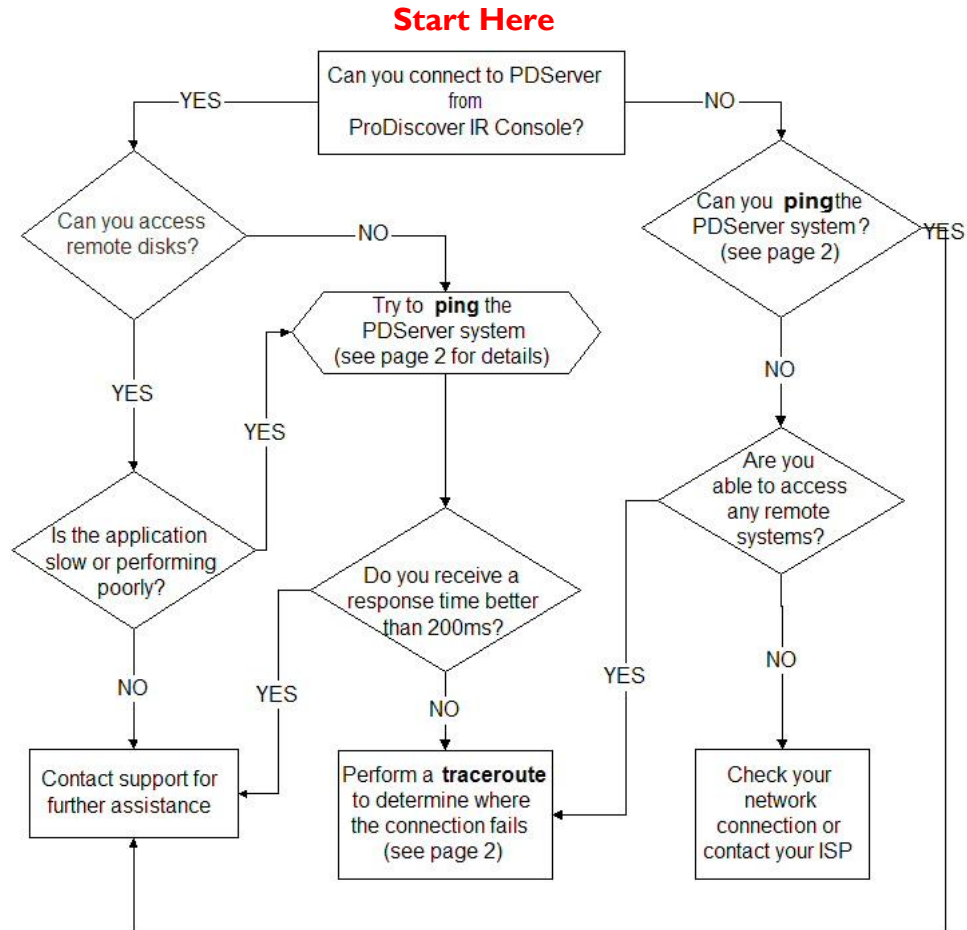 Start Here
Can you connect to PDServer
from
ProDiscover IR Console?
YES
NO
Can you access
remote disks?
NO
Can you ping the
PDServer system?
(see page 2)
YES
Try to ping the
PDServer system
(see page 2 for details)
YES
YES
NO
Is the application
slow or performing
poorly?
Are you
able to access
any remote
systems?
Do you receive a
response time better
than 200ms?
NO
YES
NO
YES
NO
Contact support for
further assistance
Perform a traceroute
to determine where
the connection fails
(see page 2)
Check your
network
connection or
contact your ISP